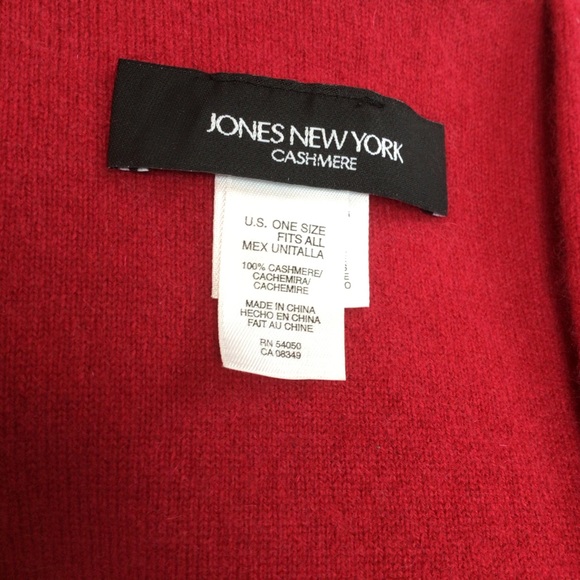 JONES NEW YORK
CASHMERE
U.S. ONE SIZE
FITS ALL
MEX UNITALLA
100% CASHMERE/
CACHEMIRA/
CACHEMIRE
MADE IN CHINA
HECHO EN CHINA
FAIT AU CHINE
RN 54050
CA 08349